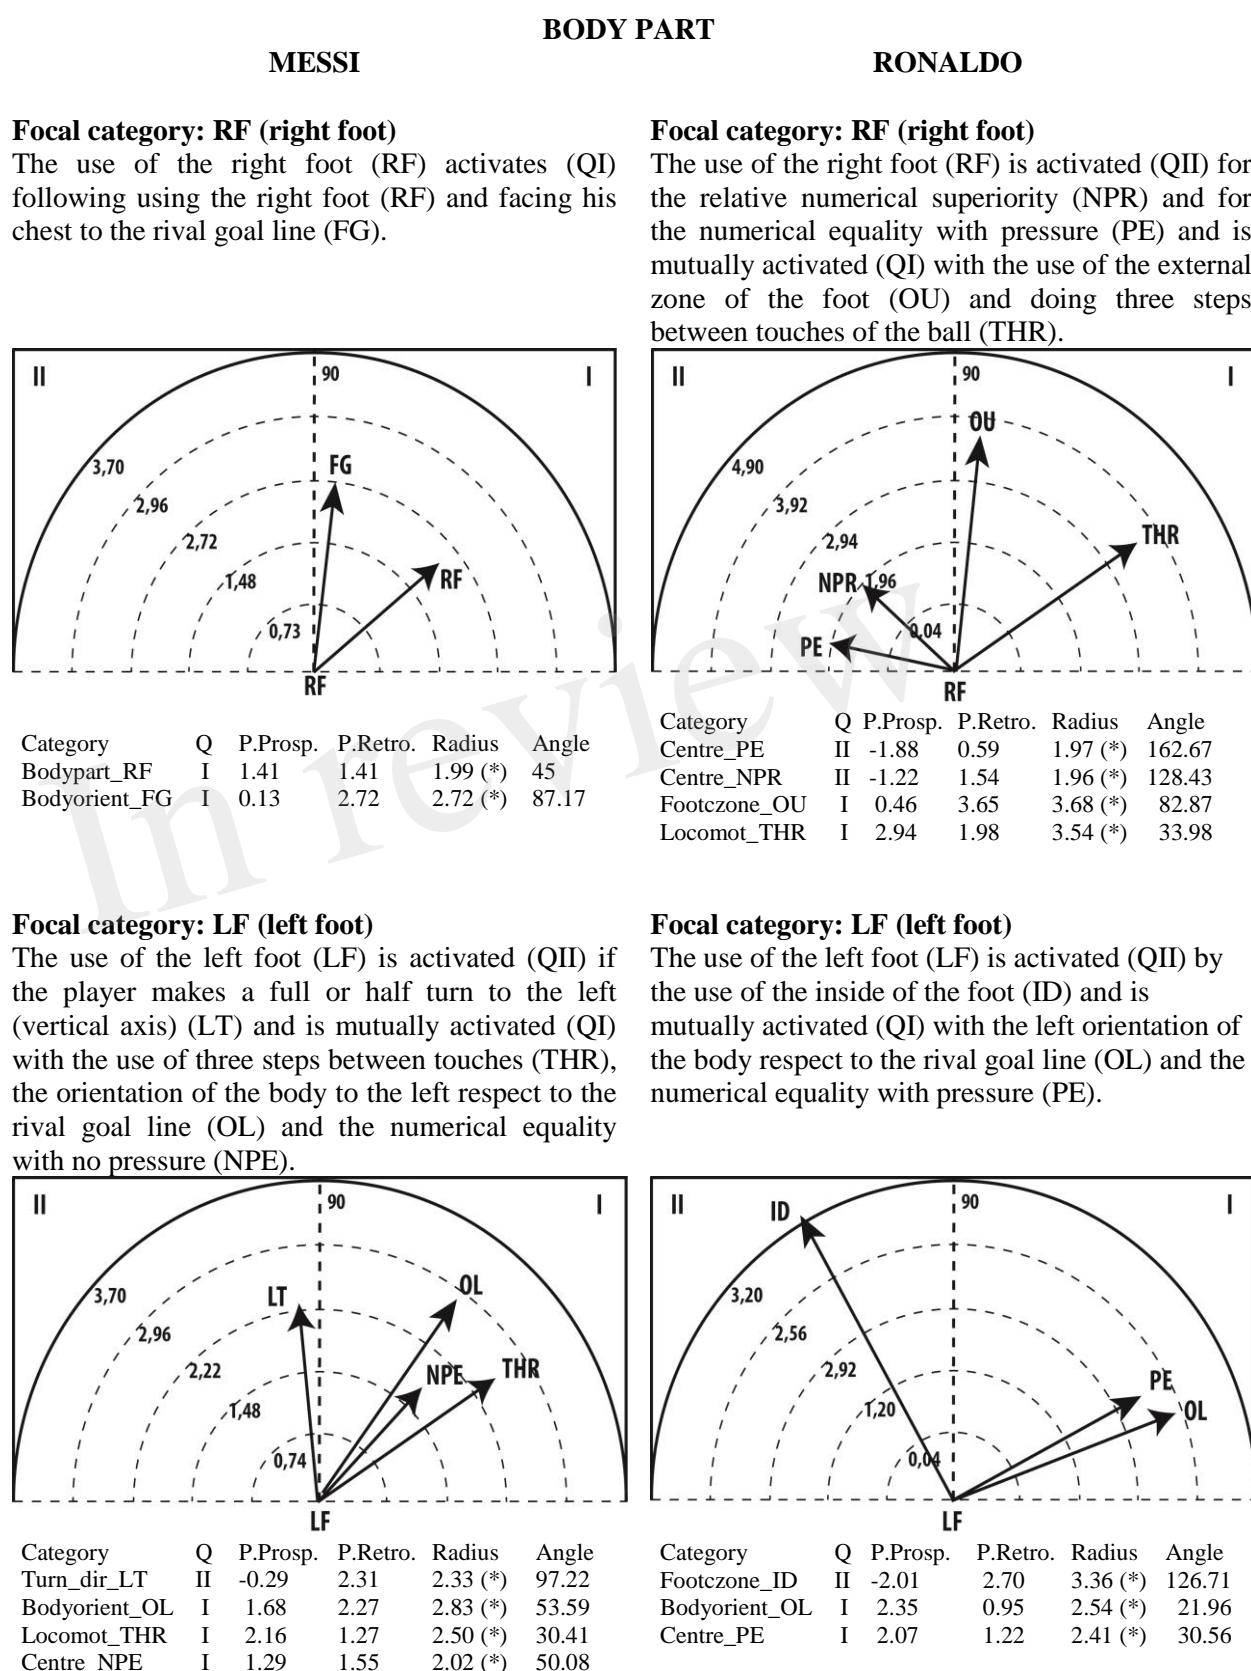 BODY PART
MESSI
RONALDO
Focal category: RF (right foot)
The use of the right foot (RF) activates (QI)
following using the right foot (RF) and facing his
chest to the rival goal line (FG).
Focal category: RF (right foot)
The use of the right foot (RF) is activated (QII) for
the relative numerical superiority (NPR) and for
the numerical equality with pressure (PE) and is
mutually activated (QI) with the use of the external
zone of the foot (OU) and doing three steps
between touches of the ball (THR).
II
90
I
3,70
FG
2,96
2,72
1,48
RF
0,73
RF
II
90
I
OU
4,90
3,92
THR
2,94
NPR 1,96
0,04
PE
RF
Category Q P.Prosp. P.Retro. Radius Angle
Bodypart_RF I 1.41 1.41 1.99 (*) 45
Bodyorient_FG I 0.13 2.72 2.72 (*) 87.17
Category Q P.Prosp. P.Retro. Radius Angle
Centre_PE II -1.88 0.59 1.97 (*) 162.67
Centre_NPR II -1.22 1.54 1.96 (*) 128.43
Footczone_OU I 0.46 3.65 3.68 (*) 82.87
Locomot_THR I 2.94 1.98 3.54 (*) 33.98
In review
Focal category: LF (left foot)
The use of the left foot (LF) is activated (QII) if
the player makes a full or half turn to the left
(vertical axis) (LT) and is mutually activated (QI)
with the use of three steps between touches (THR),
the orientation of the body to the left respect to the
rival goal line (OL) and the numerical equality
with no pressure (NPE).
Focal category: LF (left foot)
The use of the left foot (LF) is activated (QII) by
the use of the inside of the foot (ID) and is
mutually activated (QI) with the left orientation of
the body respect to the rival goal line (OL) and the
numerical equality with pressure (PE).
II
90
I
3,70
LT
OL
2,96
2,22
NPE
THR
1,48
0,74
LF
II
ID
90
I
3,20
2,56
2,92
PE
1,20
OL
0,04
LF
Category Q P.Prosp. P.Retro. Radius Angle
Turn_dir_LT II -0.29 2.31 2.33 (*) 97.22
Bodyorient_OL I 1.68 2.27 2.83 (*) 53.59
Locomot_THR I 2.16 1.27 2.50 (*) 30.41
Centre_NPE I 1.29 1.55 2.02 (*) 50.08
Category Q P.Prosp. P.Retro. Radius Angle
Footczone_ID II -2.01 2.70 3.36 (*) 126.71
Bodyorient_OL I 2.35 0.95 2.54 (*) 21.96
Centre_PE I 2.07 1.22 2.41 (*) 30.56